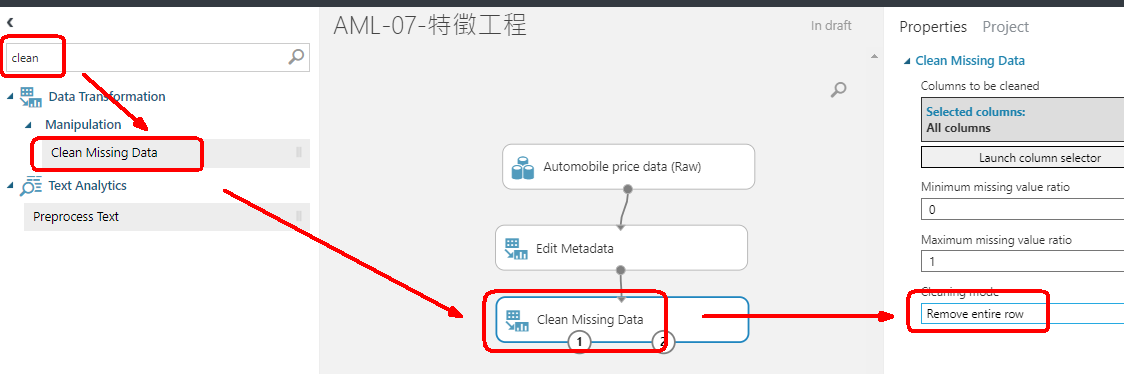 clean
Data Transformation
Manipulation
Clean Missing Data
Text Analytics
Preprocess Text
AML-07-特徵工程
In draft
Automobile price data (Raw)
Edit Metadata
Clean Missing Data
1
2
Properties Project
Clean Missing Data
Columns to be cleaned
Selected columns:
All columns
Launch column selector
Minimum missing value ratio
0
Maximum missing value ratio
1
Cleaning mode
Remove entire row